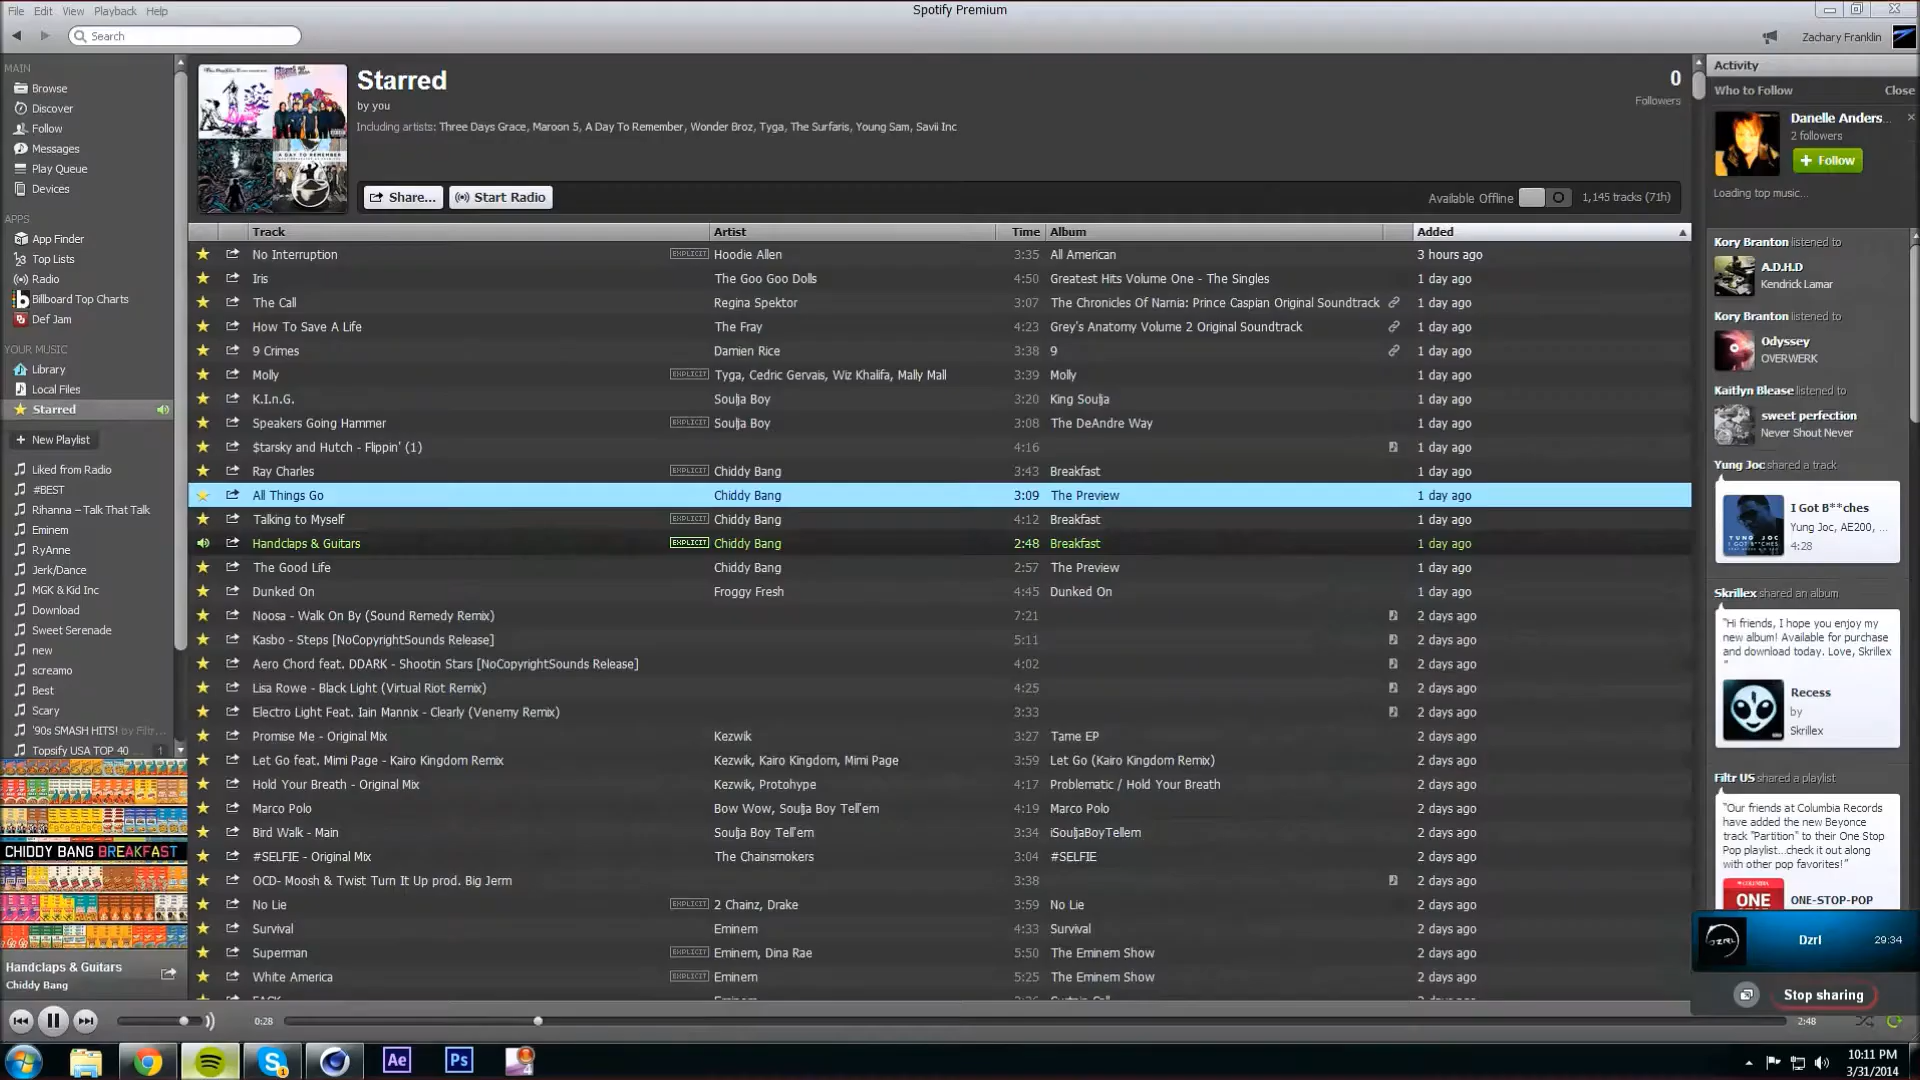 File Edit View Playback Help
Spotify Premium
Search
Zachary Franklin
MAIN
Browse
Discover
Follow
Messages
Play Queue
Devices
APPS
App Finder
Top Lists
Radio
Billboard Top Charts
Def Jam
YOUR MUSIC
Library
Local Files
Starred
+ New Playlist
Liked from Radio
#BEST
Rihanna – Talk That Talk
Eminem
RyAnne
Jerk/Dance
MGK & Kid Inc
Download
Sweet Serenade
new
screamo
Best
Scary
'90s SMASH HITS! by Filtr...
Topsify USA TOP 40 ... 1
CHIDDY BANG BREAKFAST
Handclaps & Guitars
Chiddy Bang
Starred
by you
Including artists: Three Days Grace, Maroon 5, A Day To Remember, Wonder Broz, Tyga, The Surfaris, Young Sam, Savii Inc
0
Followers
Share... Start Radio
Available Offline 1,145 tracks (71h)
Track Artist Time Album Added
No Interruption EXPLICIT Hoodie Allen 3:35 All American 3 hours ago
Iris The Goo Goo Dolls 4:50 Greatest Hits Volume One - The Singles 1 day ago
The Call Regina Spektor 3:07 The Chronicles Of Narnia: Prince Caspian Original Soundtrack 1 day ago
How To Save A Life The Fray 4:23 Grey's Anatomy Volume 2 Original Soundtrack 1 day ago
9 Crimes Damien Rice 3:38 9 1 day ago
Molly EXPLICIT Tyga, Cedric Gervais, Wiz Khalifa, Mally Mall 3:39 Molly 1 day ago
K.I.n.G. Soulja Boy 3:20 King Soulja 1 day ago
Speakers Going Hammer EXPLICIT Soulja Boy 3:08 The DeAndre Way 1 day ago
$tarsky and Hutch - Flippin' (1) 4:16 1 day ago
Ray Charles EXPLICIT Chiddy Bang 3:43 Breakfast 1 day ago
All Things Go Chiddy Bang 3:09 The Preview 1 day ago
Talking to Myself EXPLICIT Chiddy Bang 4:12 Breakfast 1 day ago
Handclaps & Guitars EXPLICIT Chiddy Bang 2:48 Breakfast 1 day ago
The Good Life Chiddy Bang 2:57 The Preview 1 day ago
Dunked On Froggy Fresh 4:45 Dunked On 1 day ago
Noosa - Walk On By (Sound Remedy Remix) 7:21 2 days ago
Kasbo - Steps [NoCopyrightSounds Release] 5:11 2 days ago
Aero Chord feat. DDARK - Shootin Stars [NoCopyrightSounds Release] 4:02 2 days ago
Lisa Rowe - Black Light (Virtual Riot Remix) 4:25 2 days ago
Electro Light Feat. Iain Mannix - Clearly (Venemy Remix) 3:33 2 days ago
Promise Me - Original Mix Kezwik 3:27 Tame EP 2 days ago
Let Go feat. Mimi Page - Kairo Kingdom Remix Kezwik, Kairo Kingdom, Mimi Page 3:59 Let Go (Kairo Kingdom Remix) 2 days ago
Hold Your Breath - Original Mix Kezwik, Protohype 4:17 Problematic / Hold Your Breath 2 days ago
Marco Polo Bow Wow, Soulja Boy Tell'em 4:19 Marco Polo 2 days ago
Bird Walk - Main Soulja Boy Tell'em 3:34 iSouljaBoyTellem 2 days ago
#SELFIE - Original Mix The Chainsmokers 3:04 #SELFIE 2 days ago
OCD- Moosh & Twist Turn It Up prod. Big Jerm 3:38 2 days ago
No Lie EXPLICIT 2 Chainz, Drake 3:59 No Lie 2 days ago
Survival Eminem 4:33 Survival 2 days ago
Superman EXPLICIT Eminem, Dina Rae 5:50 The Eminem Show 2 days ago
White America EXPLICIT Eminem 5:25 The Eminem Show 2 days ago
Activity
Who to Follow Close
Danelle Anders...
2 followers
+ Follow
Loading top music...
Kory Branton listened to
A.D.H.D
Kendrick Lamar
Kory Branton listened to
Odyssey
OVERWERK
Kaitlyn Blease listened to
sweet perfection
Never Shout Never
Yung Joc shared a track
I Got B**ches
Yung Joc, AE200, ...
4:28
Skrillex shared an album
"Hi friends, I hope you enjoy my
new album! Available for purchase
and download today. Love, Skrillex
"
Recess
by
Skrillex
Filtr US shared a playlist
"Our friends at Columbia Records
have added the new Beyonce
track "Partition" to their One Stop
Pop playlist...check it out along
with other pop favorites!"
ONE
ONE-STOP-POP
DZRL
Dzrl 29:34
Stop sharing
0:28 2:48
Ae Ps
10:11 PM
3/31/2014